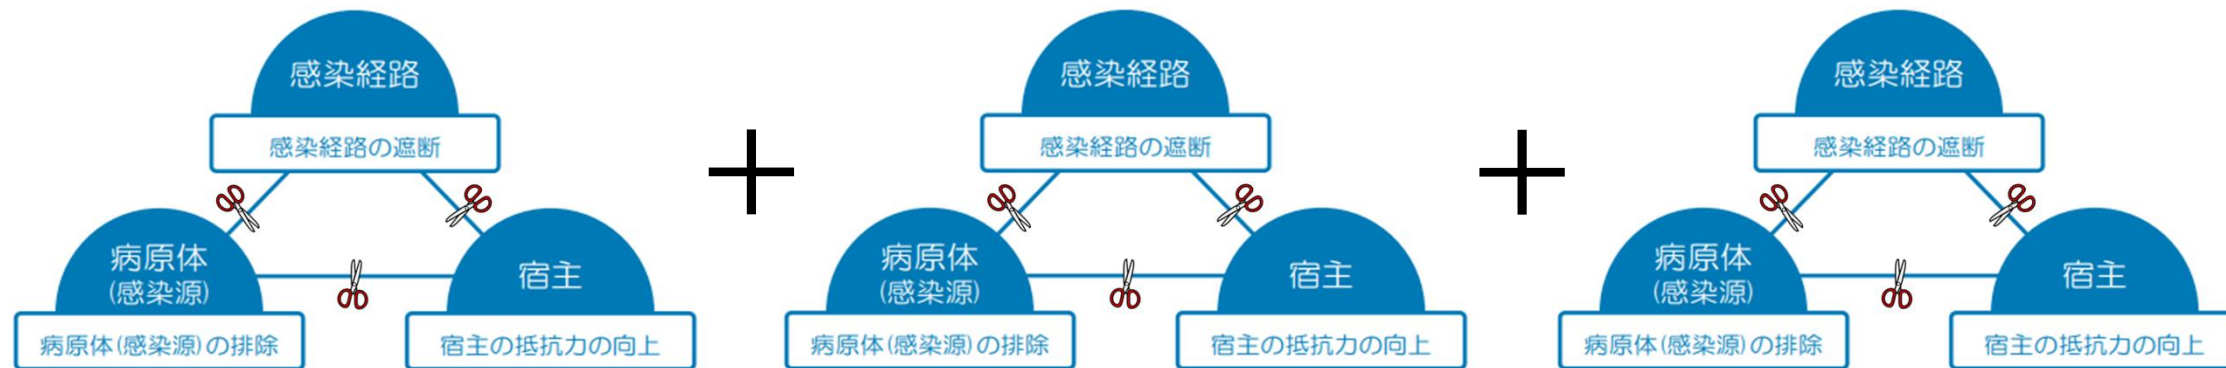 感染経路
感染経路の遮断
病原体
(感染源)
宿主
病原体(感染源)の排除
宿主の抵抗力の向上
+
感染経路
感染経路の遮断
病原体
(感染源)
宿主
病原体(感染源)の排除
宿主の抵抗力の向上
+
感染経路
感染経路の遮断
病原体
(感染源)
宿主
病原体(感染源)の排除
宿主の抵抗力の向上